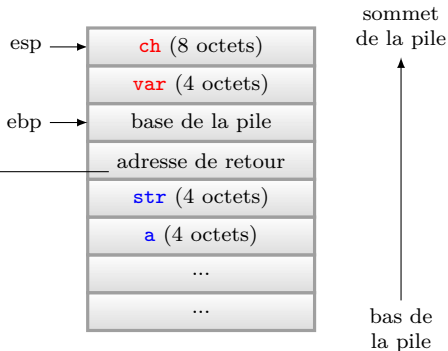 sommet
de la pile
esp
ch (8 octets)
var (4 octets)
ebp
base de la pile
adresse de retour
str (4 octets)
a (4 octets)
...
...
bas de
la pile